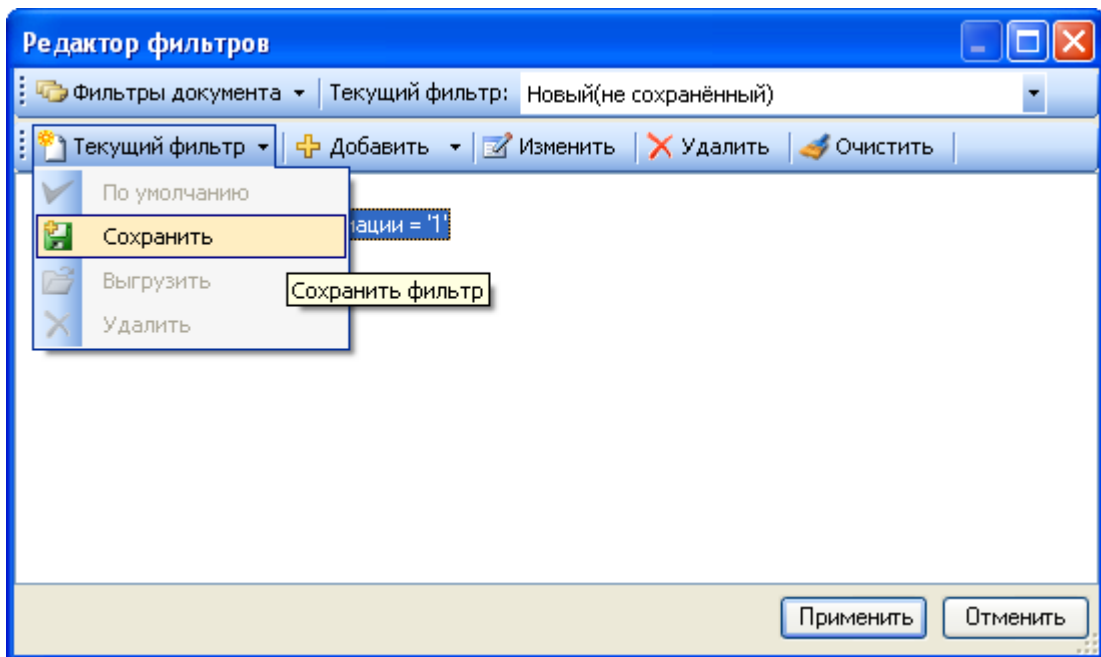 Редактор фильтров
Фильтры документа Текущий фильтр: Новый(не сохранённый)
Текущий фильтр Добавить Изменить Удалить Очистить
По умолчанию
= '1'
Сохранить
Выгрузить
Сохранить фильтр
Удалить
Применить Отменить